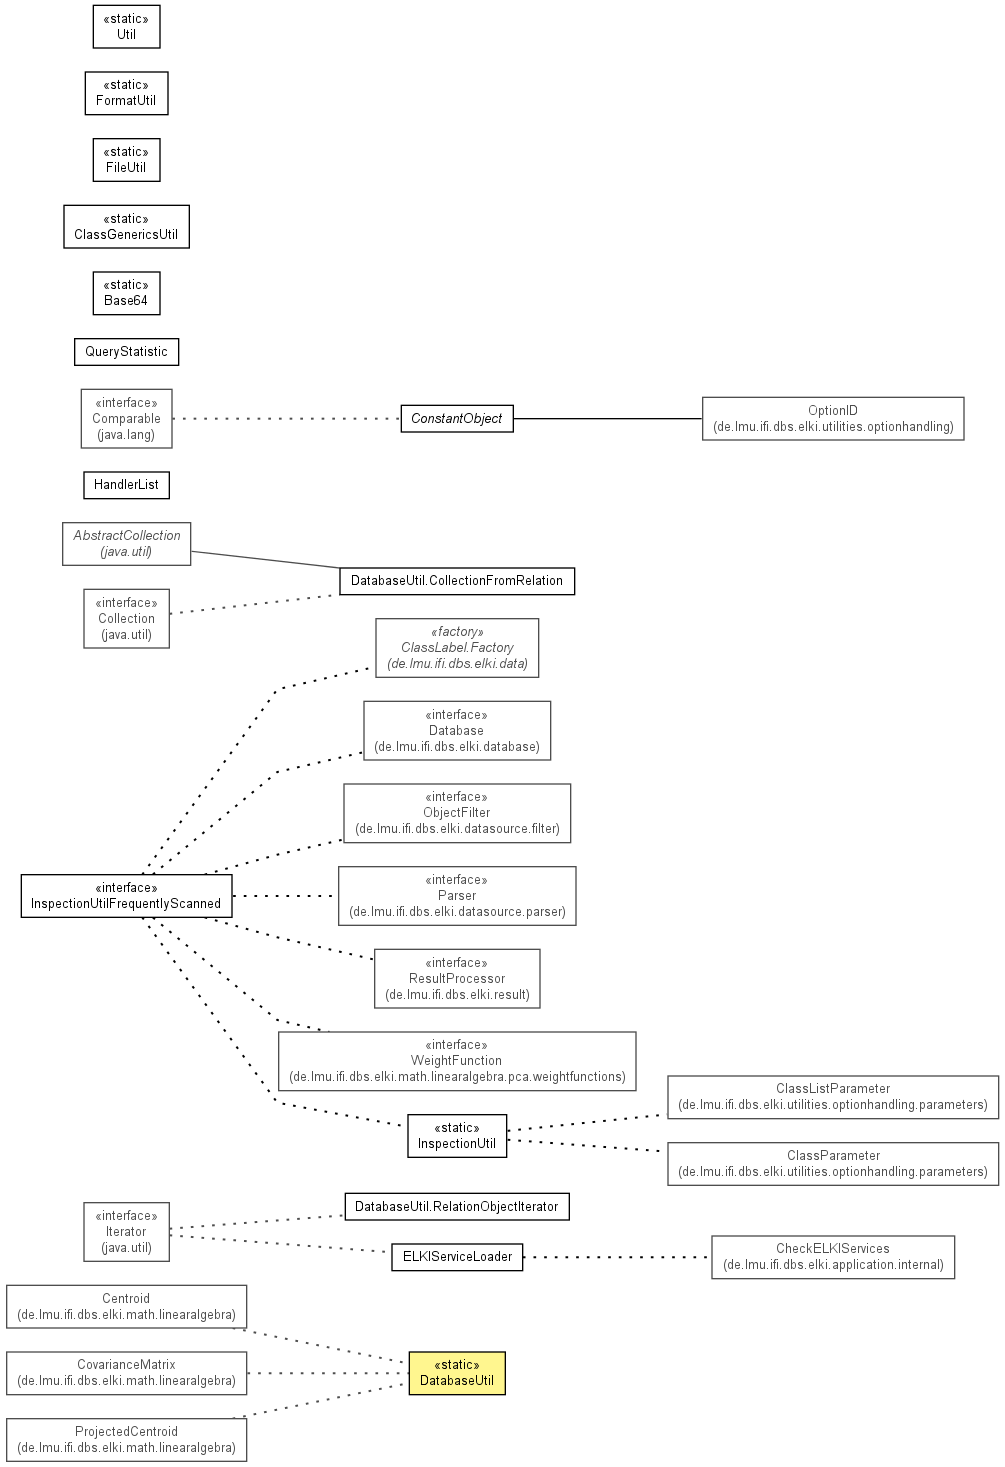 «static»
Util
«static»
FormatUtil
«static»
FileUtil
«static»
ClassGenericsUtil
«static»
Base64
QueryStatistic
«interface»
Comparable
(java.lang)
ConstantObject
OptionID
(de.lmu.ifi.dbs.elki.utilities.optionhandling)
HandlerList
AbstractCollection
(java.util)
DatabaseUtil.CollectionFromRelation
«interface»
Collection
(java.util)
«factory»
ClassLabel.Factory
(de.lmu.ifi.dbs.elki.data)
«interface»
Database
(de.lmu.ifi.dbs.elki.database)
«interface»
ObjectFilter
(de.lmu.ifi.dbs.elki.datasource.filter)
«interface»
InspectionUtilFrequentlyScanned
«interface»
Parser
(de.lmu.ifi.dbs.elki.datasource.parser)
«interface»
ResultProcessor
(de.lmu.ifi.dbs.elki.result)
«interface»
WeightFunction
(de.lmu.ifi.dbs.elki.math.linearalgebra.pca.weightfunctions)
«static»
InspectionUtil
ClassListParameter
(de.lmu.ifi.dbs.elki.utilities.optionhandling.parameters)
ClassParameter
(de.lmu.ifi.dbs.elki.utilities.optionhandling.parameters)
«interface»
Iterator
(java.util)
DatabaseUtil.RelationObjectIterator
ELKIServiceLoader
CheckELKIServices
(de.lmu.ifi.dbs.elki.application.internal)
Centroid
(de.lmu.ifi.dbs.elki.math.linearalgebra)
CovarianceMatrix
(de.lmu.ifi.dbs.elki.math.linearalgebra)
«static»
DatabaseUtil
ProjectedCentroid
(de.lmu.ifi.dbs.elki.math.linearalgebra)